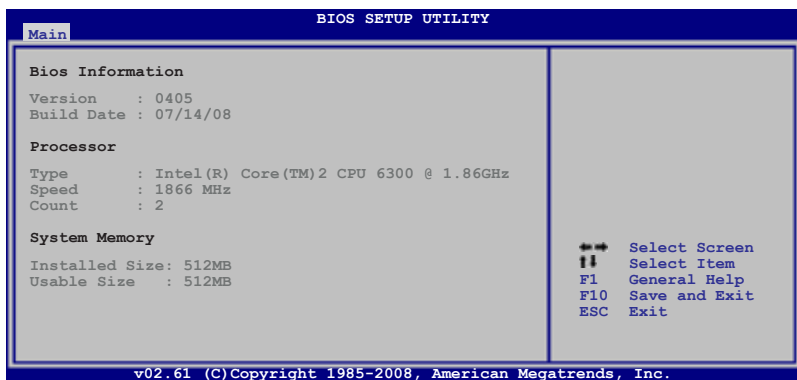 BIOS SETUP UTILITY
Main
Bios Information
Version : 0405
Build Date : 07/14/08
Processor
Type : Intel(R) Core(TM)2 CPU 6300 @ 1.86GHz
Speed : 1866 MHz
Count : 2
System Memory
Installed Size: 512MB
Usable Size : 512MB
←→ Select Screen
↑↓ Select Item
F1 General Help
F10 Save and Exit
ESC Exit
v02.61 (C)Copyright 1985-2008, American Megatrends, Inc.